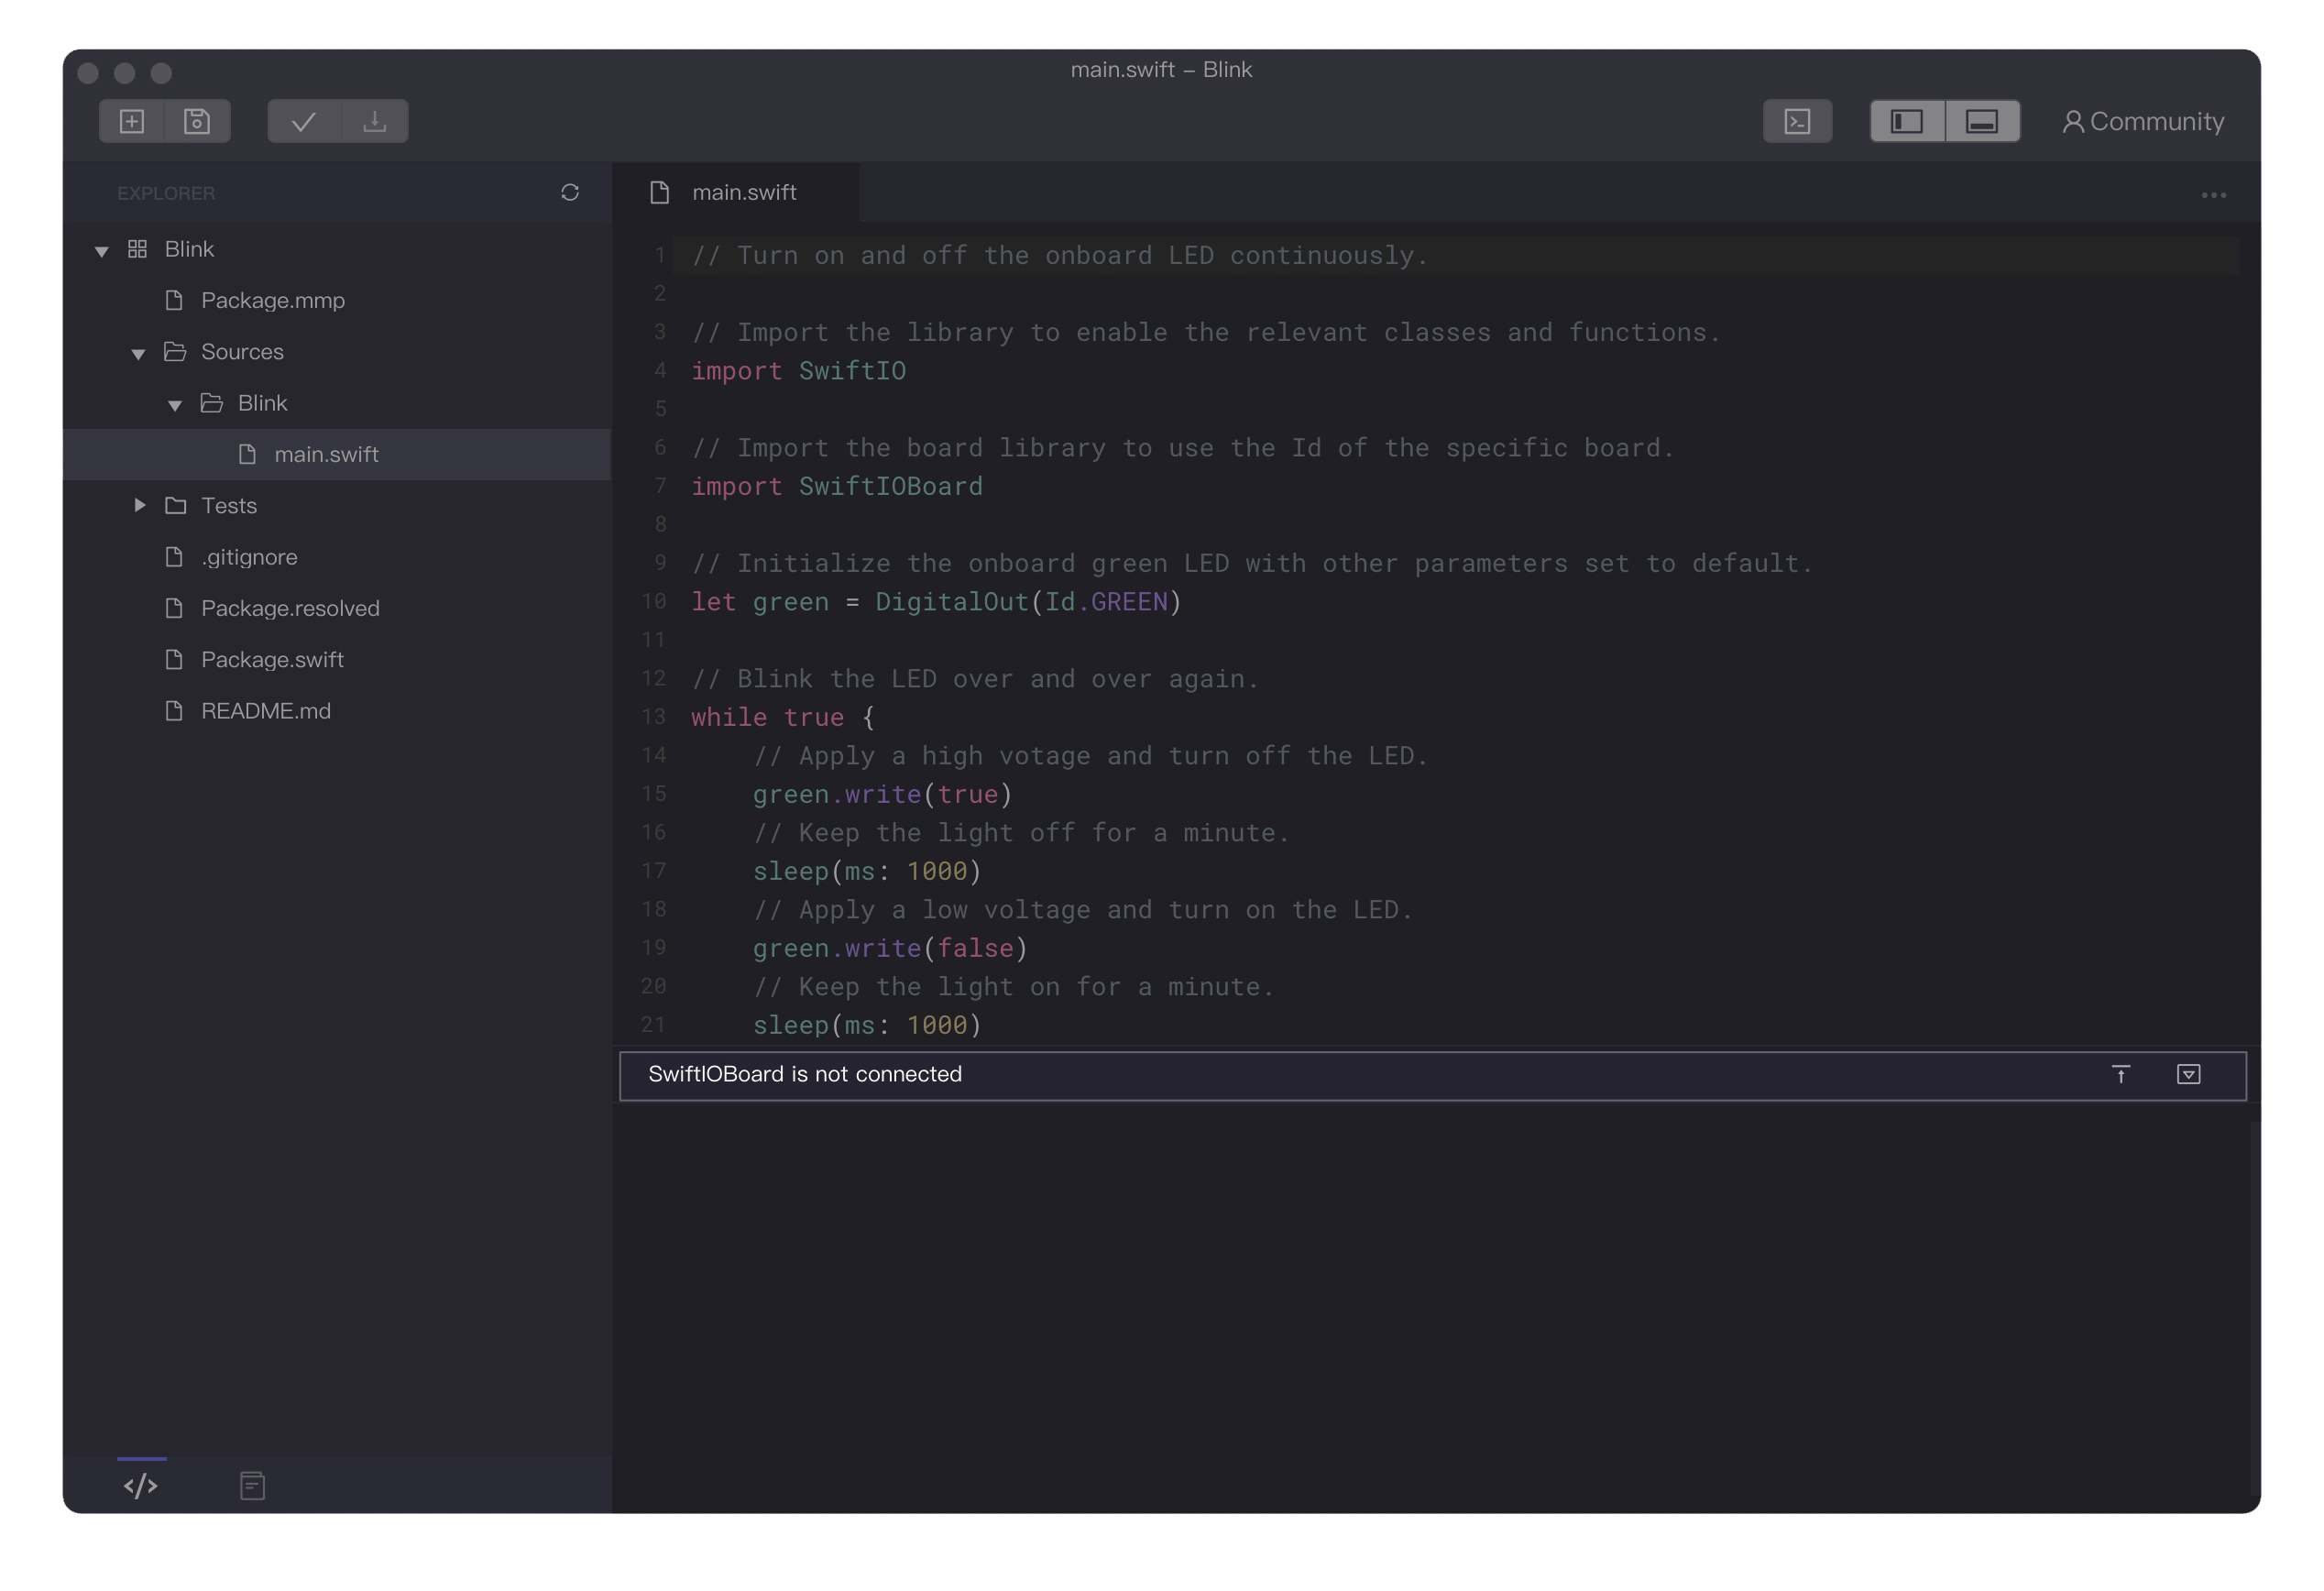 main.swift – Blink
Community
EXPLORER
Blink
Package.mmp
Sources
Blink
main.swift
Tests
.gitignore
Package.resolved
Package.swift
README.md
main.swift
1 // Turn on and off the onboard LED continuously.
2
3 // Import the library to enable the relevant classes and functions.
4 import SwiftIO
5
6 // Import the board library to use the Id of the specific board.
7 import SwiftIOBoard
8
9 // Initialize the onboard green LED with other parameters set to default.
10 let green = DigitalOut(Id.GREEN)
11
12 // Blink the LED over and over again.
13 while true {
14 // Apply a high votage and turn off the LED.
15 green.write(true)
16 // Keep the light off for a minute.
17 sleep(ms: 1000)
18 // Apply a low voltage and turn on the LED.
19 green.write(false)
20 // Keep the light on for a minute.
21 sleep(ms: 1000)
SwiftIOBoard is not connected